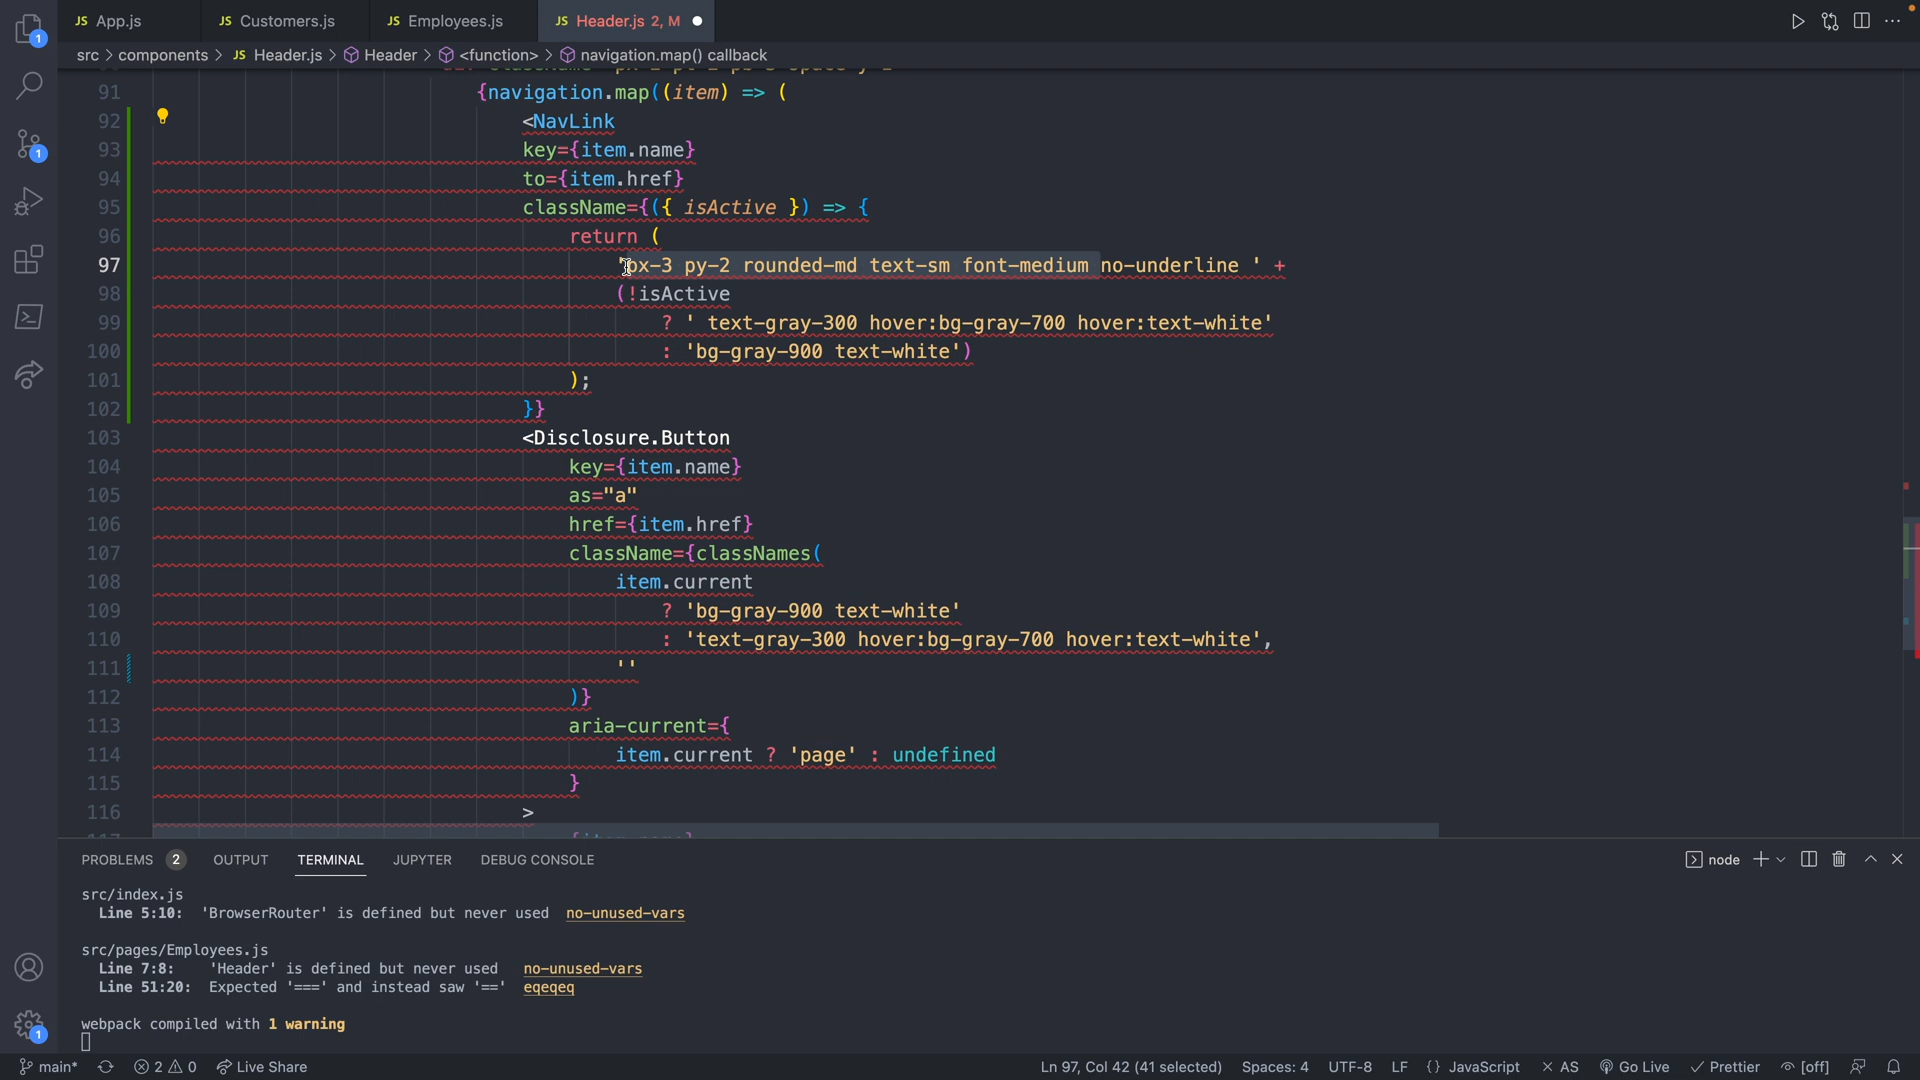 JS App.js
JS Customers.js
JS Employees.js
JS Header.js 2, M
src > components > JS Header.js > Header > <function> > navigation.map() callback
91 {navigation.map((item) => (
92 <NavLink
93 key={item.name}
94 to={item.href}
95 className={({ isActive }) => {
96 return (
97 'px-3 py-2 rounded-md text-sm font-medium no-underline ' +
98 (!isActive
99 ? ' text-gray-300 hover:bg-gray-700 hover:text-white'
100 : 'bg-gray-900 text-white')
101 );
102 }}
103 <Disclosure.Button
104 key={item.name}
105 as="a"
106 href={item.href}
107 className={classNames(
108 item.current
109 ? 'bg-gray-900 text-white'
110 : 'text-gray-300 hover:bg-gray-700 hover:text-white',
111 ''
112 )}
113 aria-current={
114 item.current ? 'page' : undefined
115 }
116 >
PROBLEMS 2 OUTPUT TERMINAL JUPYTER DEBUG CONSOLE node
src/index.js
Line 5:10: 'BrowserRouter' is defined but never used no-unused-vars
src/pages/Employees.js
Line 7:8: 'Header' is defined but never used no-unused-vars
Line 51:20: Expected '===' and instead saw '==' eqeqeq
webpack compiled with 1 warning
main* 2 0 Live Share Ln 97, Col 42 (41 selected) Spaces: 4 UTF-8 LF {} JavaScript × AS Go Live ✓ Prettier [off]